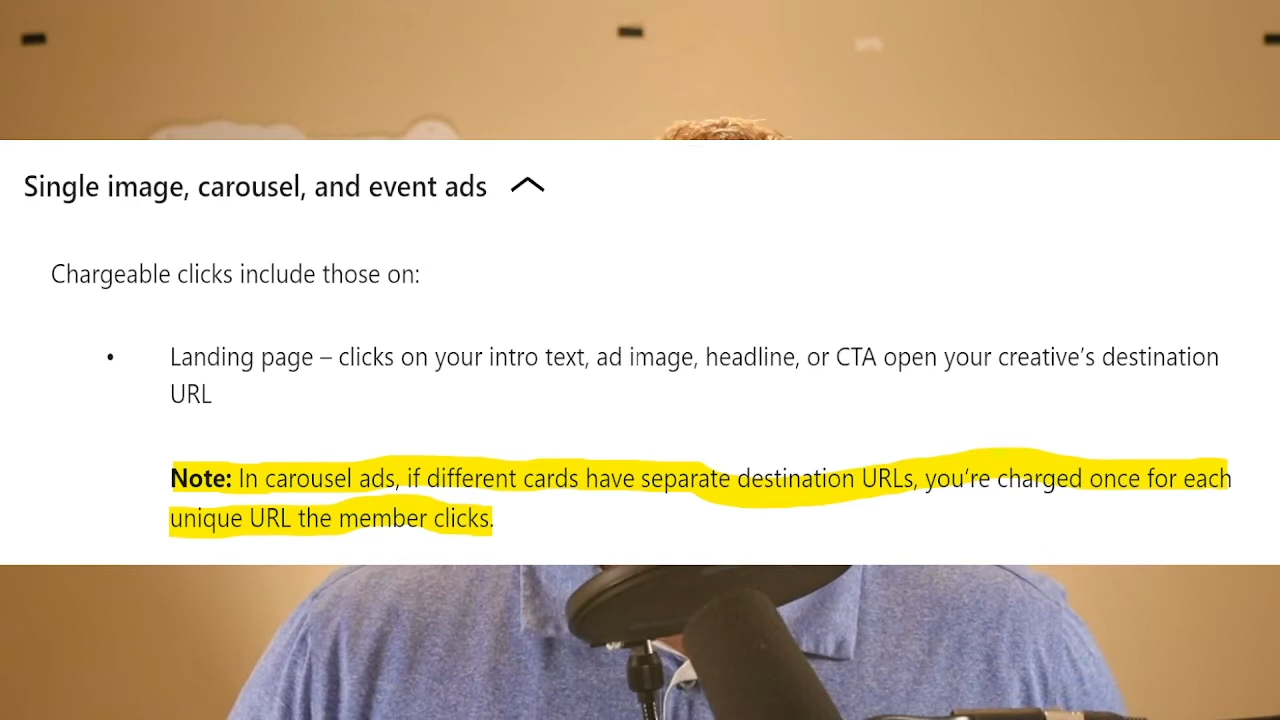 Single image, carousel, and event ads
Chargeable clicks include those on:
• Landing page – clicks on your intro text, ad image, headline, or CTA open your creative’s destination
URL
Note: In carousel ads, if different cards have separate destination URLs, you’re charged once for each
unique URL the member clicks.